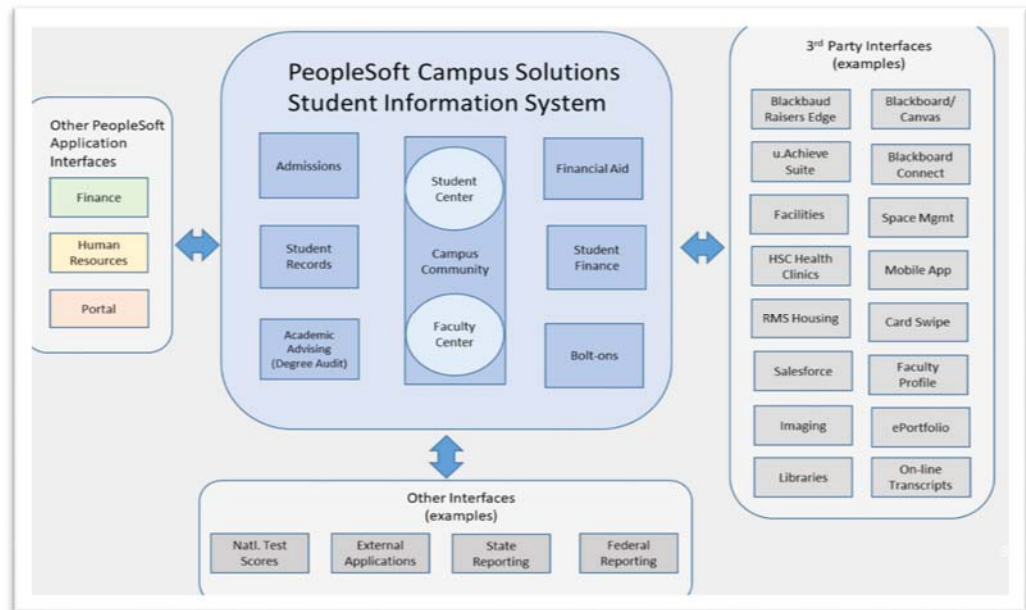 PeopleSoft Campus Solutions
Student Information System
Other PeopleSoft
Application
Interfaces
Finance
Human
Resources
Portal
Admissions
Student
Records
Academic
Advising
(Degree Audit)
Student
Center
Campus
Community
Faculty
Center
Financial Aid
Student
Finance
Bolt-ons
3rd Party Interfaces
(examples)
Blackbaud
Raisers Edge
Blackboard/
Canvas
u.Achieve
Suite
Blackboard
Connect
Facilities
Space Mgmt
HSC Health
Clinics
Mobile App
RMS Housing
Card Swipe
Salesforce
Faculty
Profile
Imaging
ePortfolio
Libraries
On-line
Transcripts
Other Interfaces
(examples)
Natl. Test
Scores
External
Applications
State
Reporting
Federal
Reporting